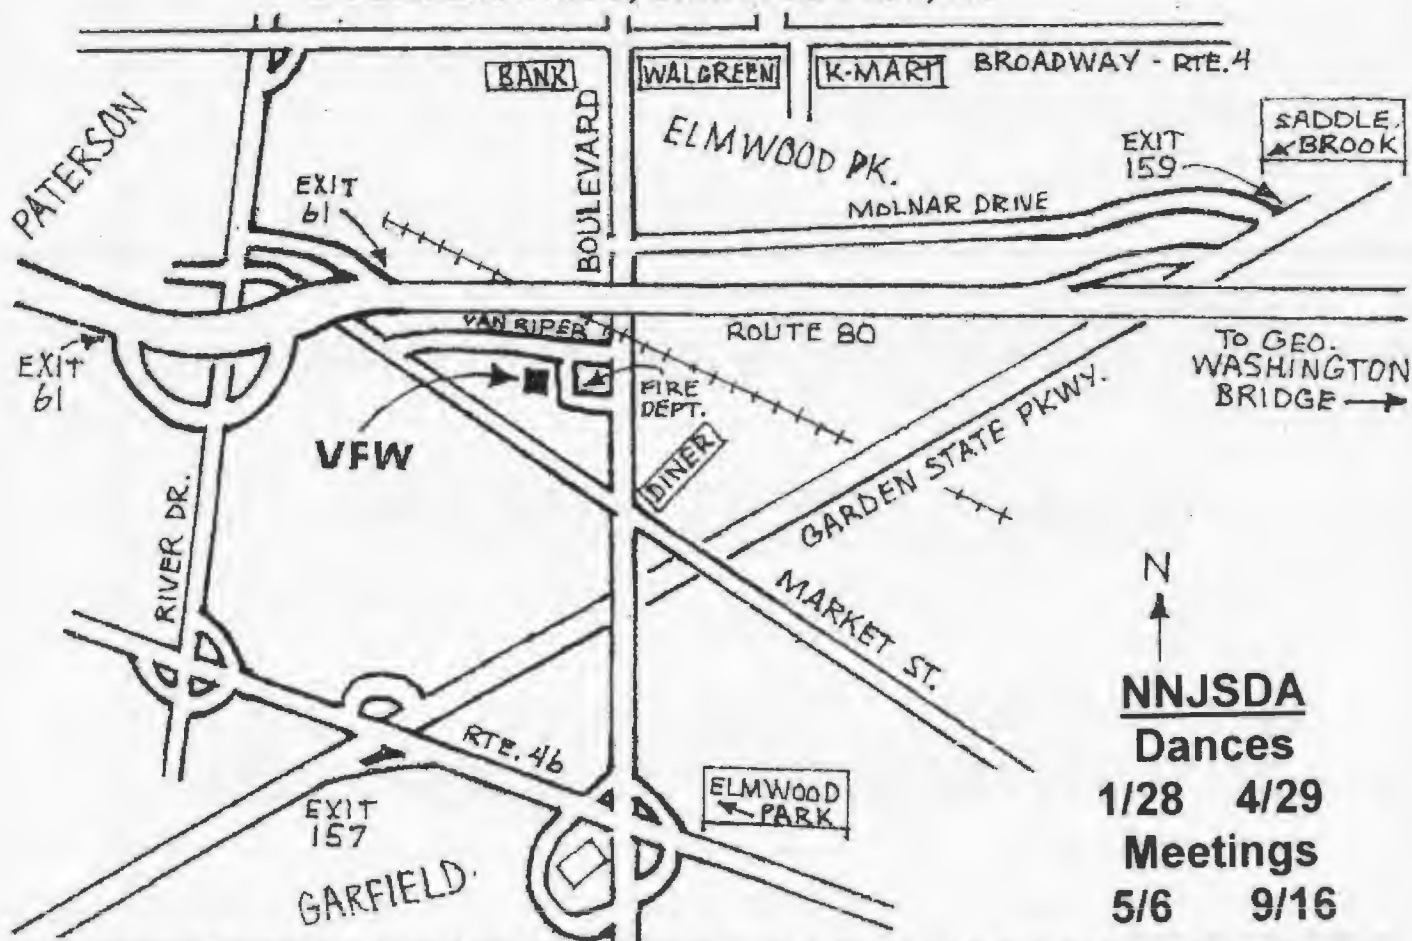 BANK
WALGREEN
K-MART
BROADWAY - RTE. 4
PATERSON
BOULEVARD
ELMWOOD PK.
EXIT
159
SADDLE
BROOK
EXIT
61
MOLNAR DRIVE
VAN RIPER
ROUTE 80
EXIT
61
TO GEO.
WASHINGTON
BRIDGE
FIRE
DEPT.
VFW
DINER
GARDEN STATE PKWY.
RIVER DR.
MARKET ST.
N
RTE. 46
ELMWOOD
PARK
EXIT
157
GARFIELD.
NNJSDA
Dances
1/28 4/29
Meetings
5/6 9/16